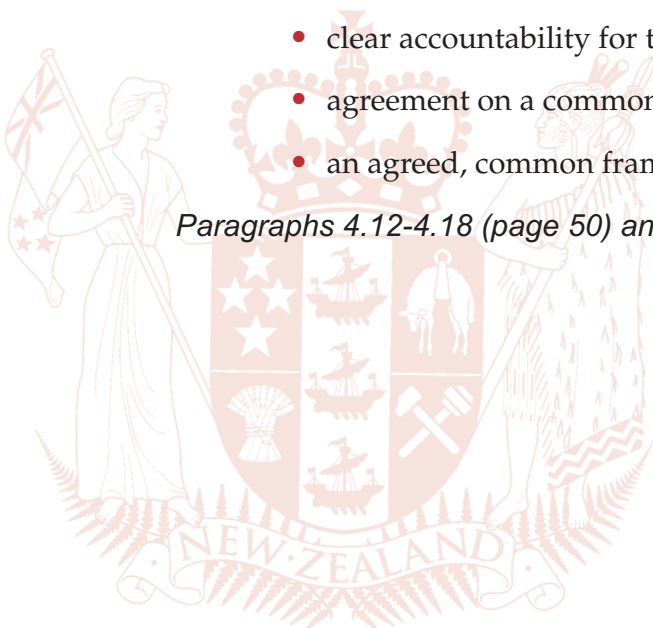 • clear accountability for t
• agreement on a common
• an agreed, common fran
Paragraphs 4.12-4.18 (page 50) an
NEW·ZEALAND